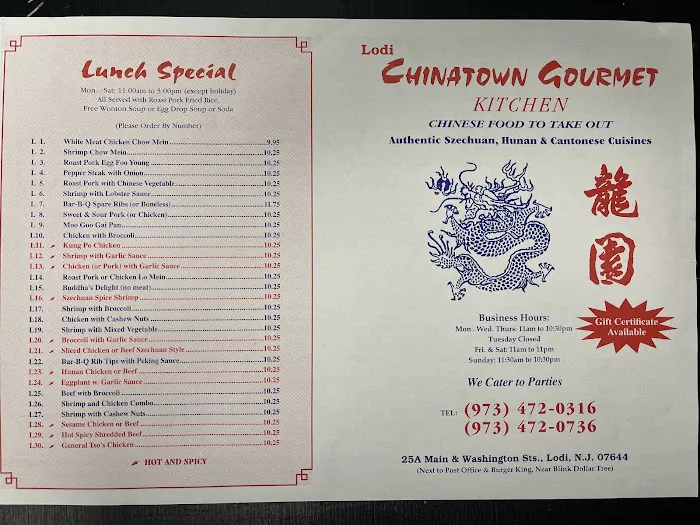 Lunch Special
Mon. - Sat: 11:00am to 3:00pm (except holiday)
All Served with Roast Pork Fried Rice,
Free Wonton Soup or Egg Drop Soup or Soda
(Please Order By Number)
L 1. White Meat Chicken Chow Mein 9.95
L 2. Shrimp Chow Mein 10.25
L 3. Roast Pork Egg Foo Young 10.25
L 4. Pepper Steak with Onion 10.25
L 5. Roast Pork with Chinese Vegetable 10.25
L 6. Shrimp with Lobster Sauce 10.25
L 7. Bar-B-Q Spare Ribs (or Boneless) 11.75
L 8. Sweet & Sour Pork (or Chicken) 10.25
L 9. Moo Goo Gai Pan 10.25
L10. Chicken with Broccoli 10.25
L11. Kung Po Chicken 10.25
L12. Shrimp with Garlic Sauce 10.25
L13. Chicken (or Pork) with Garlic Sauce 10.25
L14. Roast Pork or Chicken Lo Mein 10.25
L15. Buddha's Delight (no meat) 10.25
L16. Szechuan Spice Shrimp 10.25
L17. Shrimp with Broccoli 10.25
L18. Chicken with Cashew Nuts 10.25
L19. Shrimp with Mixed Vegetable 10.25
L20. Broccoli with Garlic Sauce 10.25
L21. Sliced Chicken or Beef Szechuan Style 10.25
L22. Bar-B-Q Rib Tips with Peking Sauce 10.25
L23. Hunan Chicken or Beef 10.25
L24. Eggplant w. Garlic Sauce 10.25
L25. Beef with Broccoli 10.25
L26. Shrimp and Chicken Combo 10.25
L27. Shrimp with Cashew Nuts 10.25
L28. Sesame Chicken or Beef 10.25
L29. Hot Spicy Shredded Beef 10.25
L30. General Tso's Chicken 10.25
HOT AND SPICY
Lodi
CHINATOWN GOURMET
KITCHEN
CHINESE FOOD TO TAKE OUT
Authentic Szechuan, Hunan & Cantonese Cuisines
龍
園
Business Hours:
Mon. Wed. Thurs: 11am to 10:30pm
Tuesday Closed
Fri. & Sat: 11am to 11pm
Sunday: 11:30am to 10:30pm
Gift Certificate
Available
We Cater to Parties
TEL: (973) 472-0316
(973) 472-0736
25A Main & Washington Sts., Lodi, N.J. 07644
(Next to Post Office & Burger King, Near Blink Dollar Tree)